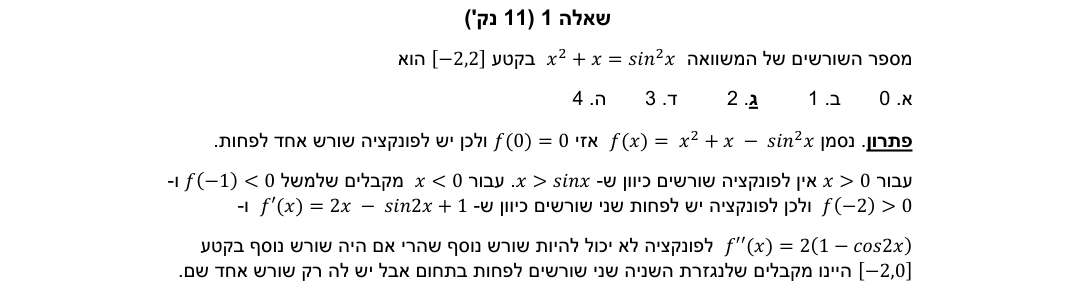 שאלה 1 (11 נק')
מספר השורשים של המשוואה x² + x = sin²x בקטע [−2,2] הוא
א. 0 ב. 1 ג. 2 ד. 3 ה. 4
פתרון. נסמן f(x) = x² + x − sin²x אזי f(0) = 0 ולכן יש לפונקציה שורש אחד לפחות.
עבור x > 0 אין לפונקציה שורשים כיוון ש- x > sinx. עבור x < 0 מקבלים שלמשל f(−1) < 0 ו-
f(−2) > 0 ולכן לפונקציה יש לפחות שני שורשים כיוון ש- f′(x) = 2x − sin2x + 1 ו-
f′′(x) = 2(1 − cos2x) לפונקציה לא יכול להיות שורש נוסף שהרי אם היה שורש נוסף בקטע
[−2,0] היינו מקבלים שלנגזרת השניה שני שורשים לפחות בתחום אבל יש לה רק שורש אחד שם.